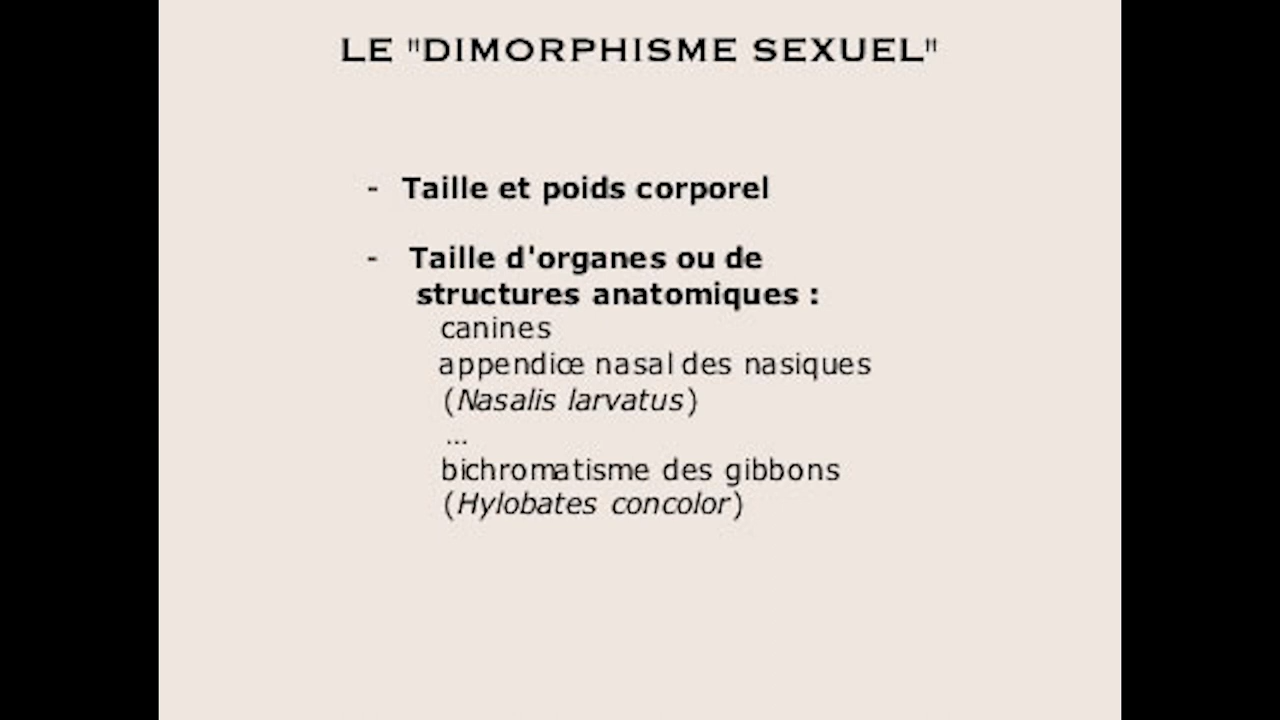 LE "DIMORPHISME SEXUEL"
- Taille et poids corporel
- Taille d'organes ou de
structures anatomiques :
canines
appendice nasal des nasiques
(Nasalis larvatus)
...
bichromatisme des gibbons
(Hylobates concolor)